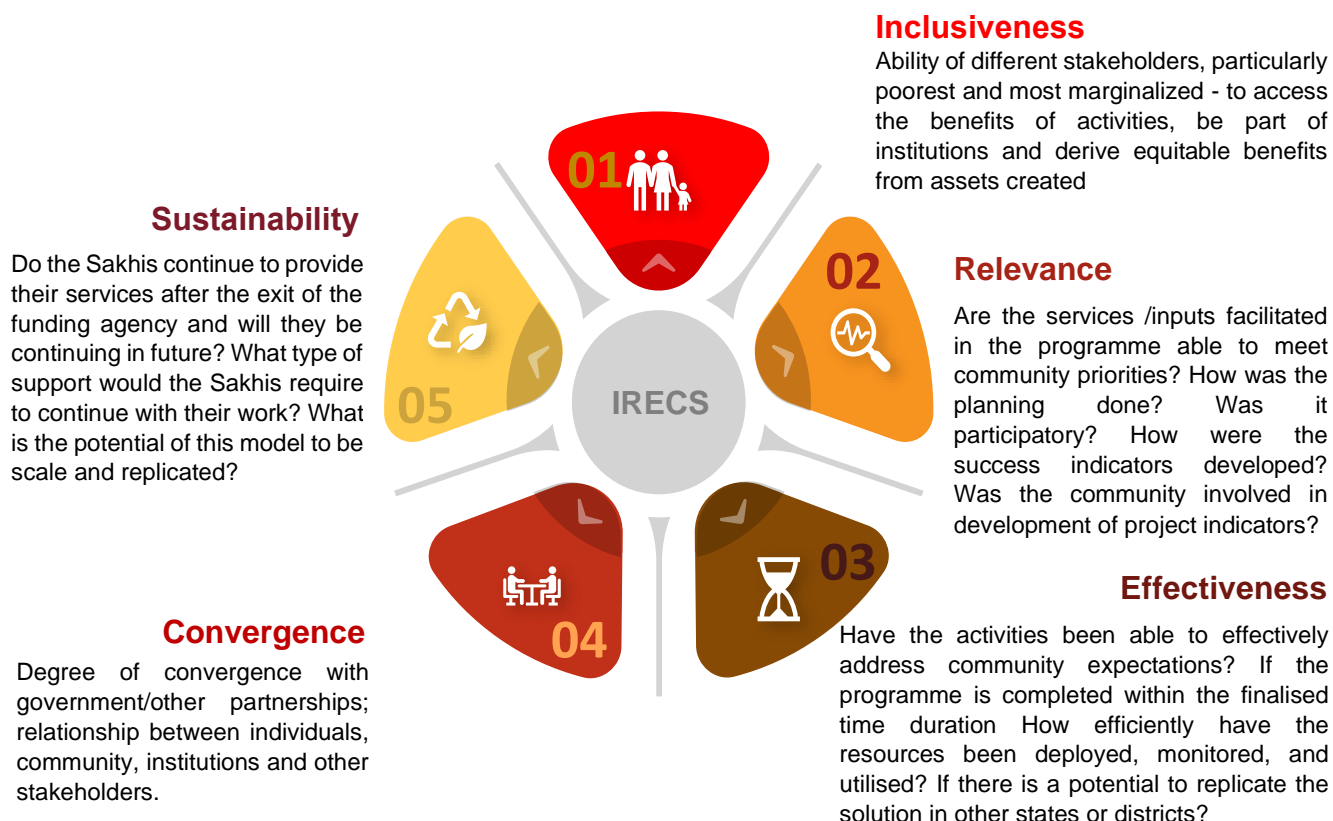 Inclusiveness
Ability of different stakeholders, particularly
poorest and most marginalized - to access
the benefits of activities, be part of
institutions and derive equitable benefits
from assets created
01
02
Relevance
Are the services /inputs facilitated
in the programme able to meet
community priorities? How was the
planning done? Was it
participatory? How were the
success indicators developed?
Was the community involved in
development of project indicators?
03
Effectiveness
Have the activities been able to effectively
address community expectations? If the
programme is completed within the finalised
time duration How efficiently have the
resources been deployed, monitored, and
utilised? If there is a potential to replicate the
solution in other states or districts?
04
Convergence
Degree of convergence with
government/other partnerships;
relationship between individuals,
community, institutions and other
stakeholders.
05
Sustainability
Do the Sakhis continue to provide
their services after the exit of the
funding agency and will they be
continuing in future? What type of
support would the Sakhis require
to continue with their work? What
is the potential of this model to be
scale and replicated?
IRECS